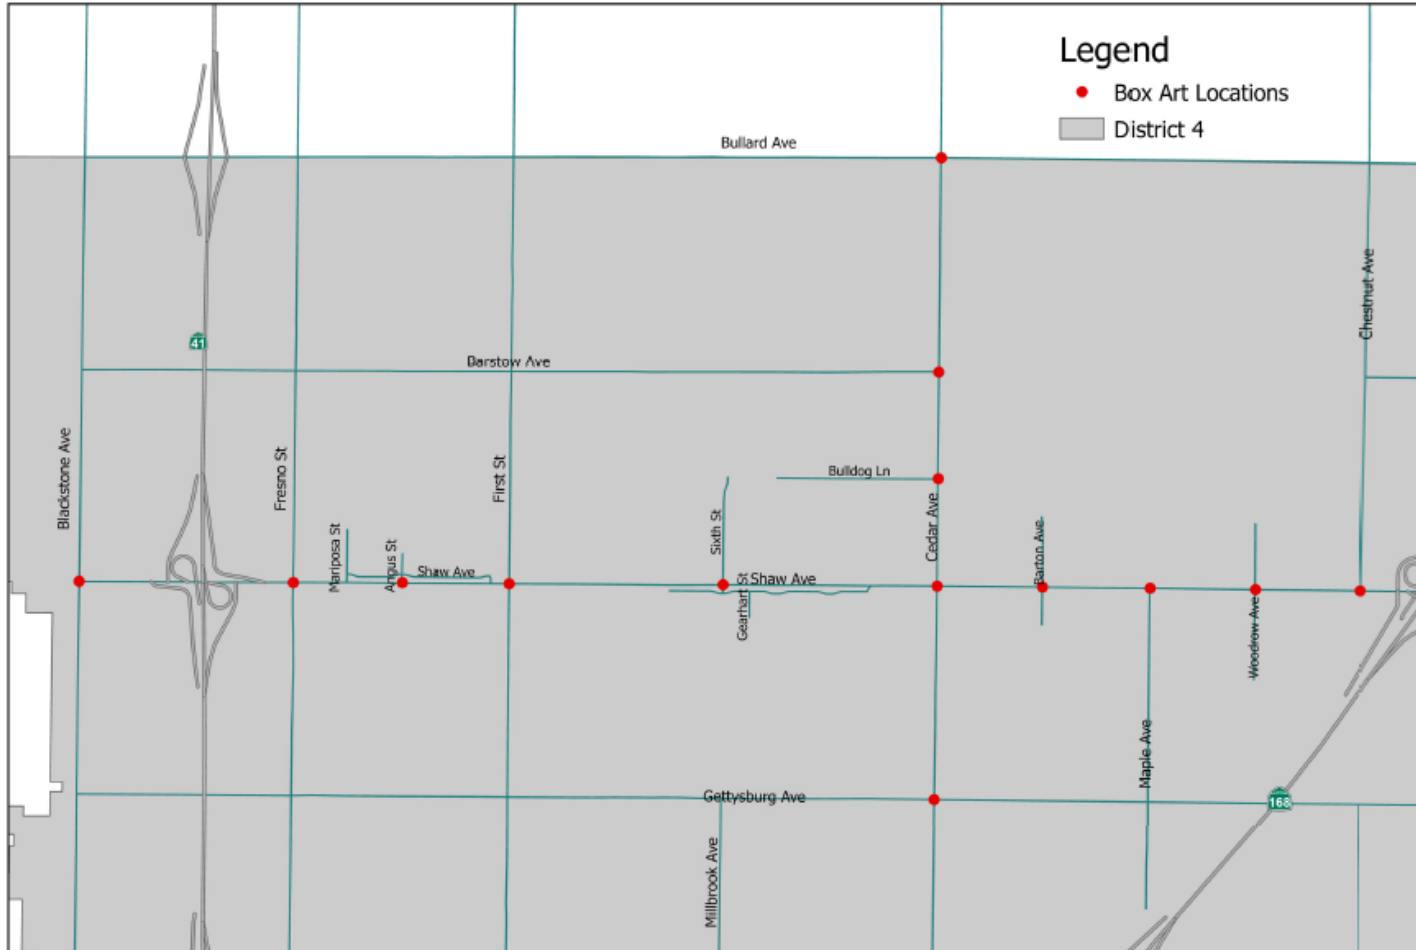 Legend
Box Art Locations
District 4
Bullard Ave
Chestnut Ave
41
Barstow Ave
Blackstone Ave
Fresno St
First St
Bulldog Ln
Cedar Ave
Sixth St
Mariposa St
Angus St
Shaw Ave
Shaw Ave
Gearhart St
Barton Ave
Woodrow Ave
Maple Ave
Gettysburg Ave
168
Millbrook Ave